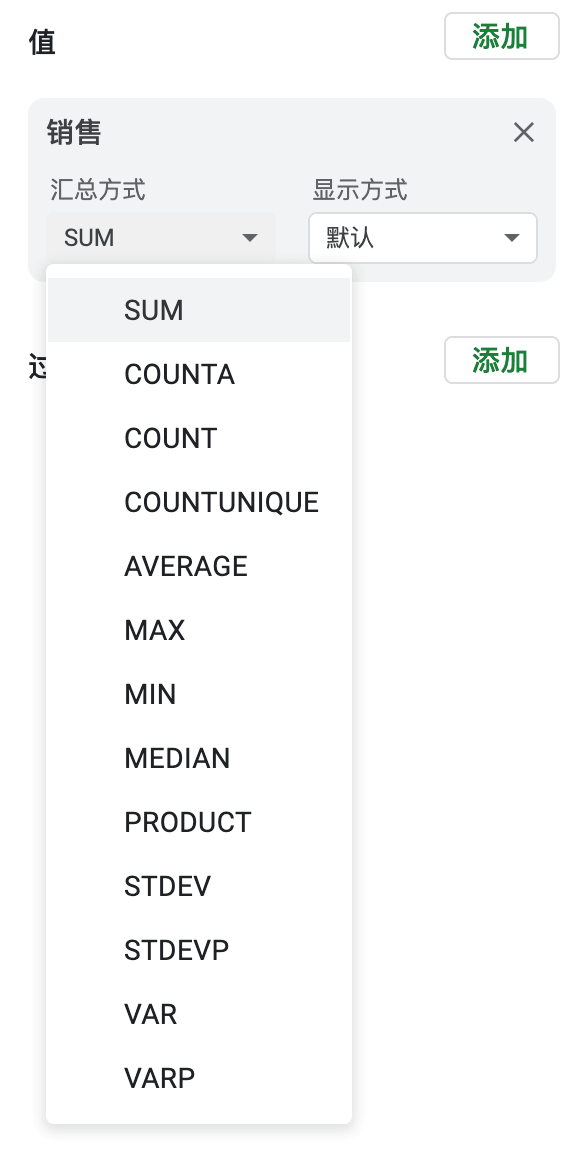 值
添加
销售
汇总方式
显示方式
SUM
默认
添加
SUM
COUNTA
COUNT
COUNTUNIQUE
AVERAGE
MAX
MIN
MEDIAN
PRODUCT
STDEV
STDEVP
VAR
VARP